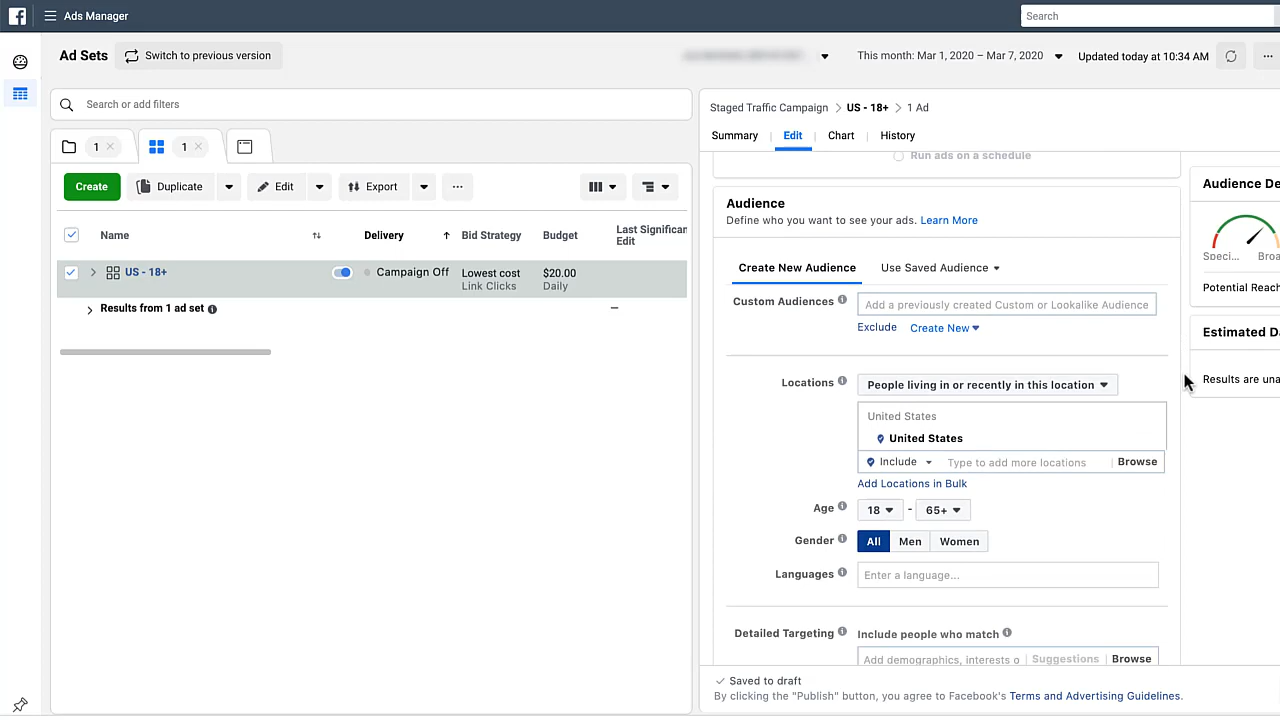 Ads Manager
Search
Ad Sets
Switch to previous version
This month: Mar 1, 2020 – Mar 7, 2020
Updated today at 10:34 AM
Search or add filters
1
1
Create
Duplicate
Edit
Export
Name
Delivery
Bid Strategy
Budget
Last Significan
Edit
US - 18+
Campaign Off
Lowest cost
Link Clicks
$20.00
Daily
Results from 1 ad set
—
Staged Traffic Campaign > US - 18+ > 1 Ad
Summary
Edit
Chart
History
Run ads on a schedule
Audience
Define who you want to see your ads. Learn More
Create New Audience
Use Saved Audience
Custom Audiences
Add a previously created Custom or Lookalike Audience
Exclude
Create New
Locations
People living in or recently in this location
United States
United States
Include
Type to add more locations
Browse
Add Locations in Bulk
Age
18 - 65+
Gender
All
Men
Women
Languages
Enter a language...
Detailed Targeting
Include people who match
Add demographics, interests o
Suggestions
Browse
Saved to draft
By clicking the "Publish" button, you agree to Facebook's Terms and Advertising Guidelines.
Audience De
Speci...
Broa
Potential Reach
Estimated Da
Results are una